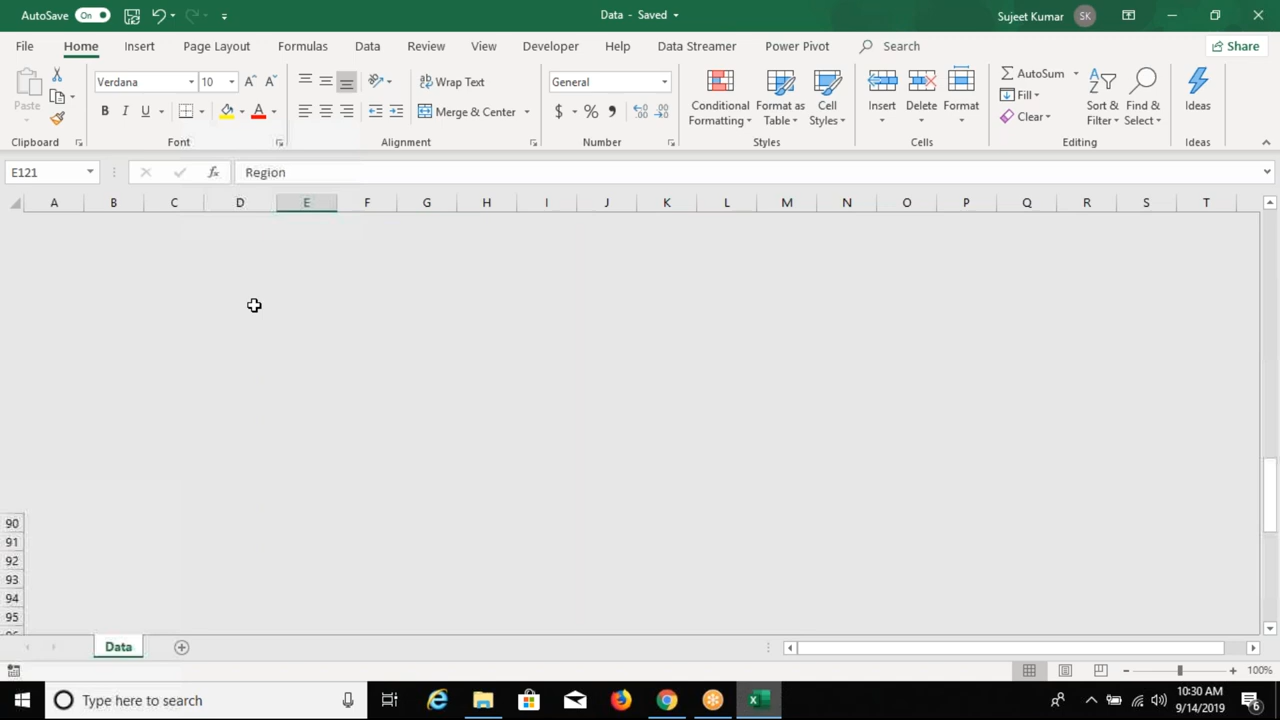 AutoSave On Data - Saved Sujeet Kumar SK
File Home Insert Page Layout Formulas Data Review View Developer Help Data Streamer Power Pivot Search Share
Paste Verdana 10 Wrap Text General Conditional Formatting Format as Table Cell Styles Insert Delete Format AutoSum Sort & Filter Find & Select Ideas
B I U A Merge & Center $ % Fill Clear
Clipboard Font Alignment Number Styles Cells Editing Ideas
E121 fx Region
A B C D E F G H I J K L M N O P Q R S T
90
91
92
93
94
95
Data
100%
Type here to search 10:30 AM
9/14/2019 6